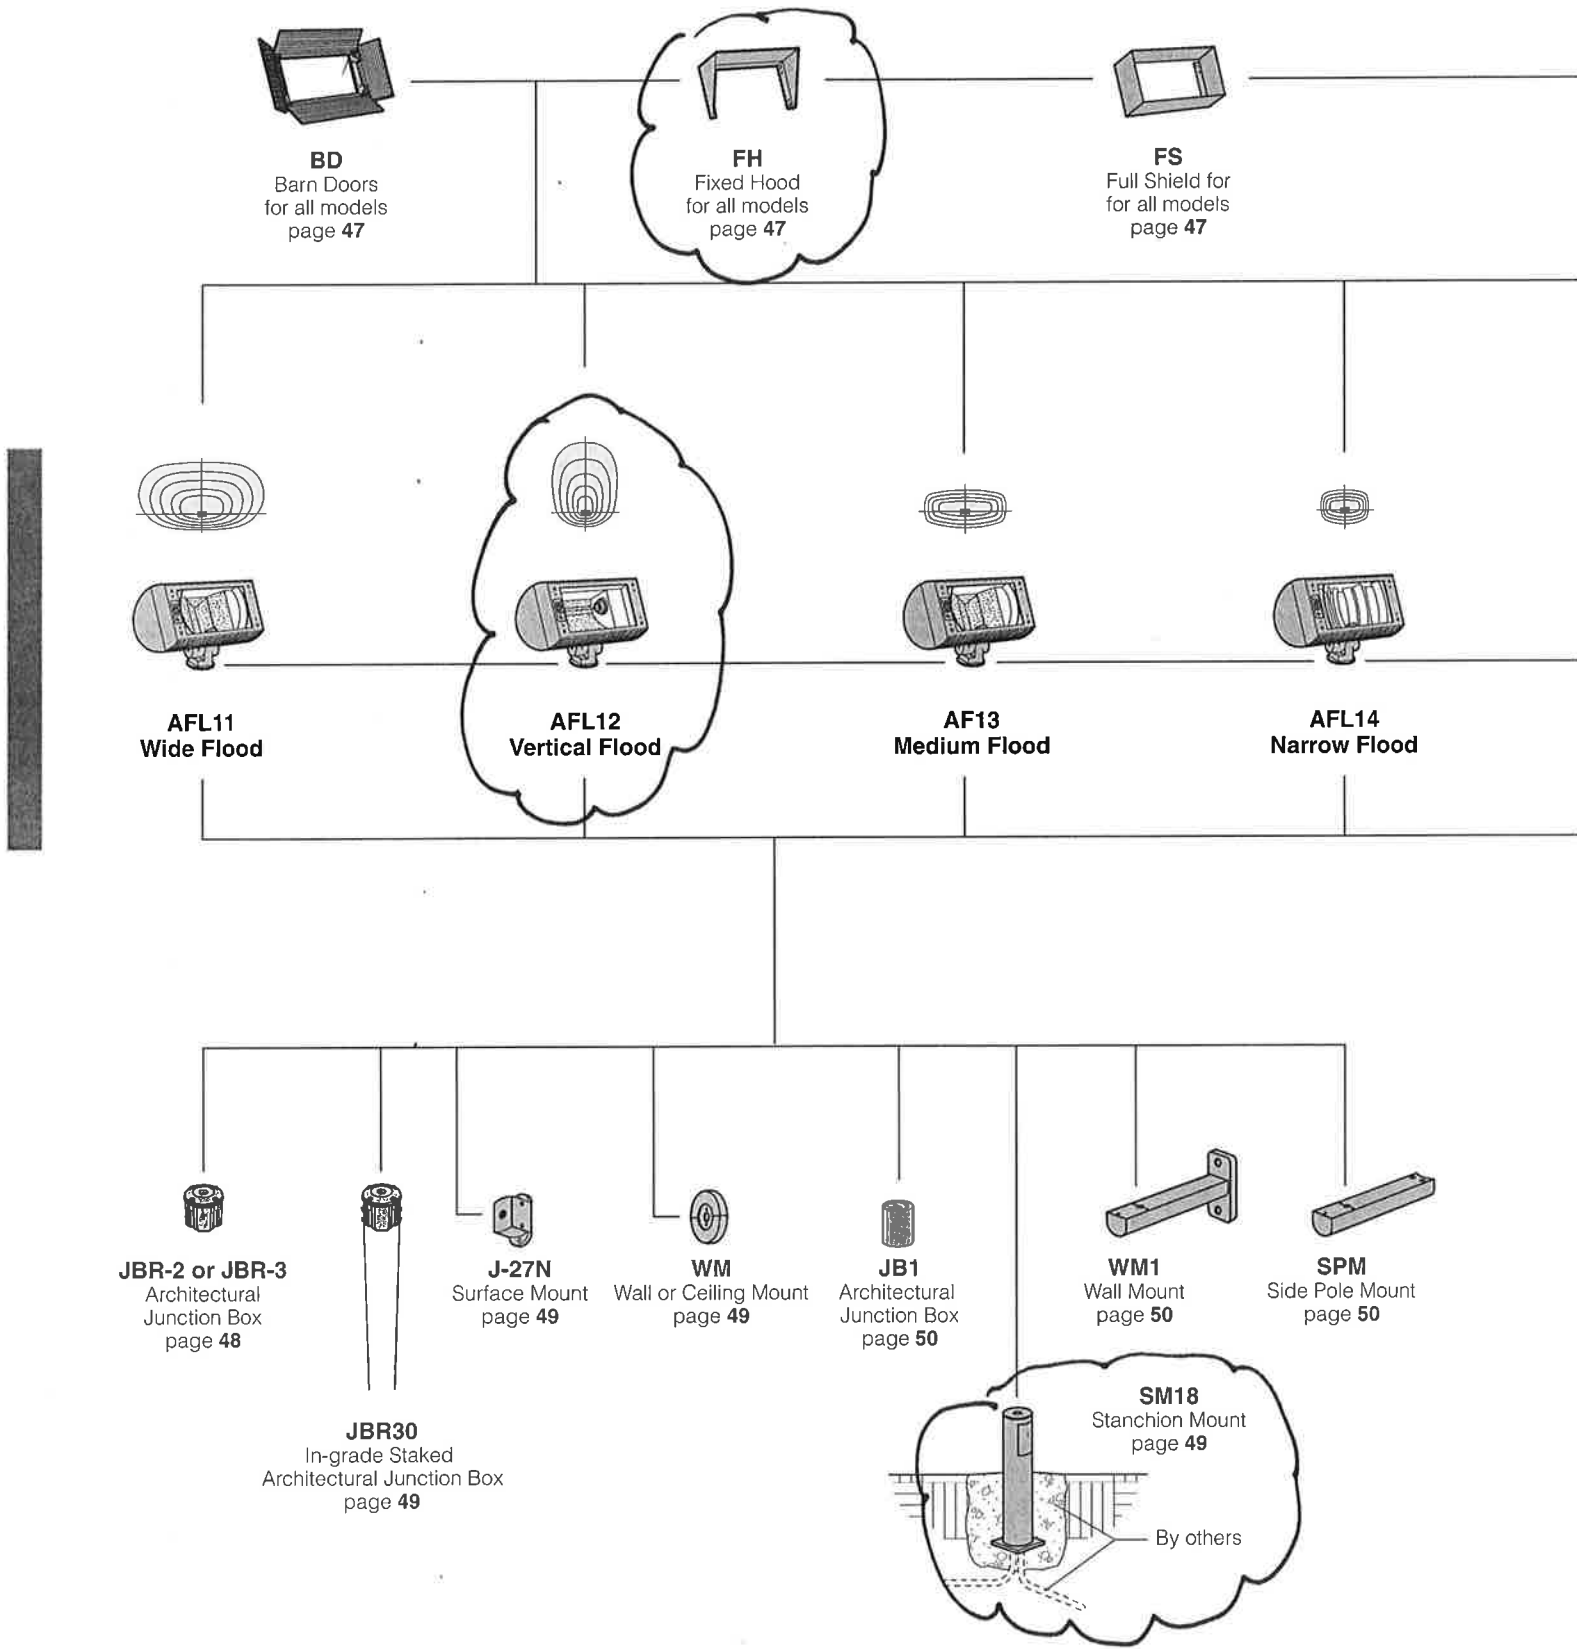 BD
Barn Doors
for all models
page 47
FH
Fixed Hood
for all models
page 47
FS
Full Shield for
for all models
page 47
AFL11
Wide Flood
AFL12
Vertical Flood
AF13
Medium Flood
AFL14
Narrow Flood
JBR-2 or JBR-3
Architectural
Junction Box
page 48
JBR30
In-grade Staked
Architectural Junction Box
page 49
J-27N
Surface Mount
page 49
WM
Wall or Ceiling Mount
page 49
JB1
Architectural
Junction Box
page 50
WM1
Wall Mount
page 50
SPM
Side Pole Mount
page 50
SM18
Stanchion Mount
page 49
By others